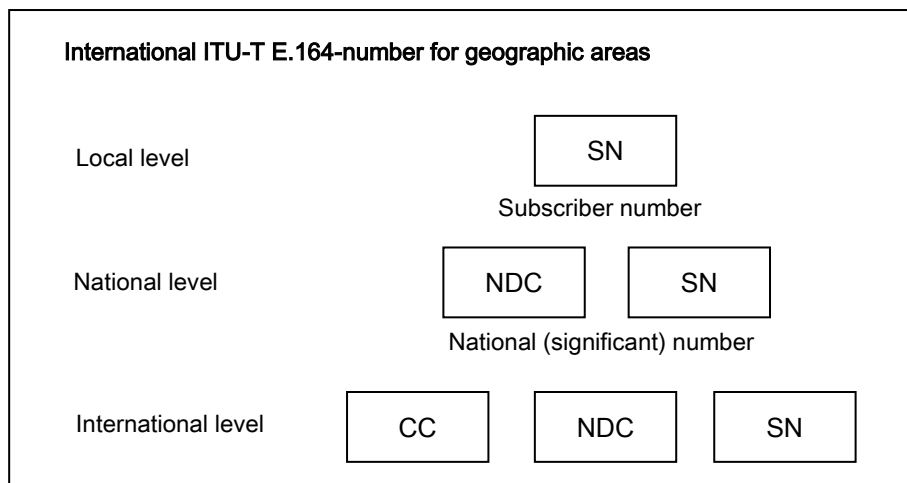 International ITU-T E.164-number for geographic areas
Local level
SN
Subscriber number
National level
NDC
SN
National (significant) number
International level
CC
NDC
SN